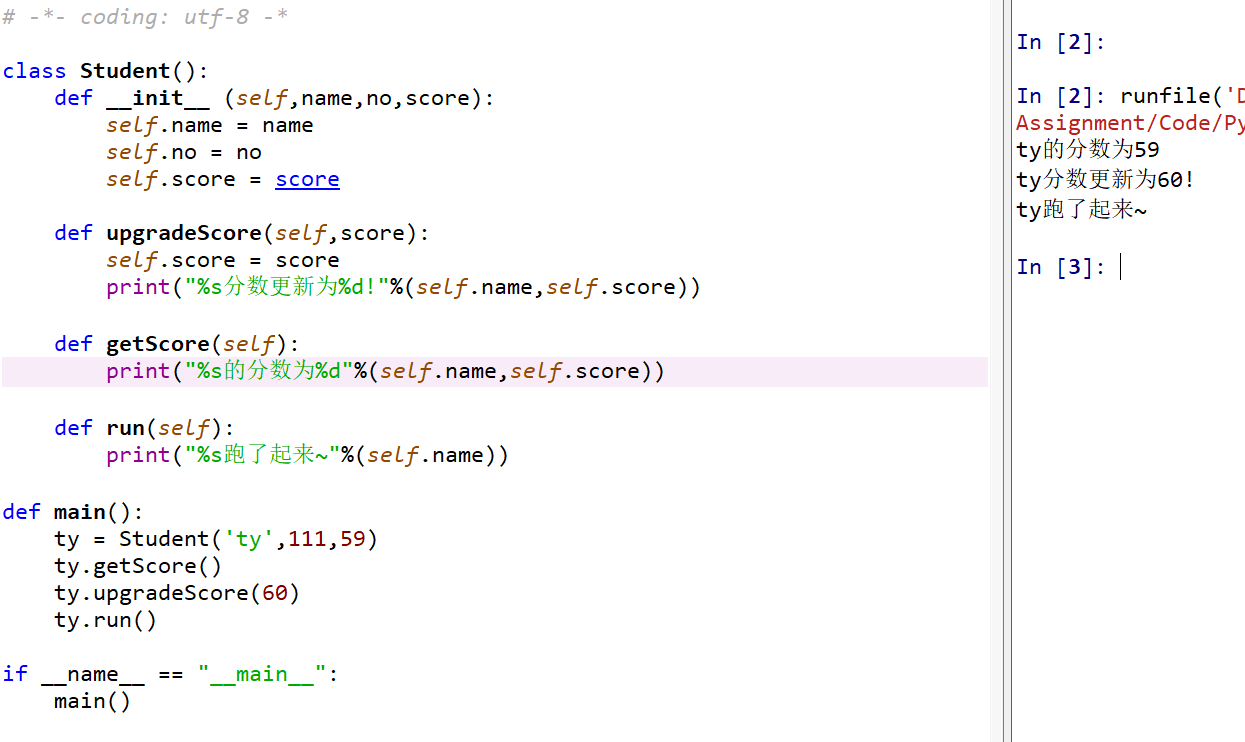 # -*- coding: utf-8 -*
class Student():
    def __init__ (self,name,no,score):
        self.name = name
        self.no = no
        self.score = score
    def upgradeScore(self,score):
        self.score = score
        print("%s分数更新为%d!"%(self.name,self.score))
    def getScore(self):
        print("%s的分数为%d"%(self.name,self.score))
    def run(self):
        print("%s跑了起来~"%(self.name))
def main():
    ty = Student('ty',111,59)
    ty.getScore()
    ty.upgradeScore(60)
    ty.run()
if __name__ == "__main__":
    main()
In [2]:
In [2]: runfile('D
Assignment/Code/Py
ty的分数为59
ty分数更新为60!
ty跑了起来~
In [3]: